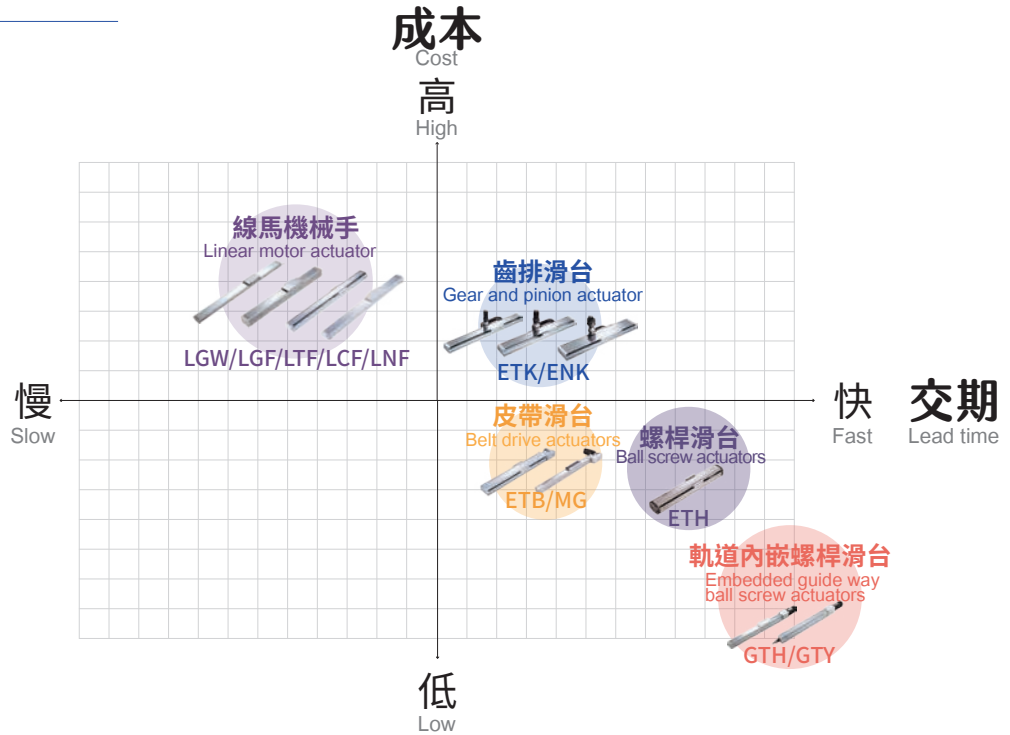 成本
Cost
高
High
線馬機械手
Linear motor actuator
LGW/LGF/LTF/LCF/LNF
齒排滑台
Gear and pinion actuator
ETK/ENK
慢
Slow
快
Fast
交期
Lead time
皮帶滑台
Belt drive actuators
ETB/MG
螺桿滑台
Ball screw actuators
ETH
軌道內嵌螺桿滑台
Embedded guide way
ball screw actuators
GTH/GTY
低
Low